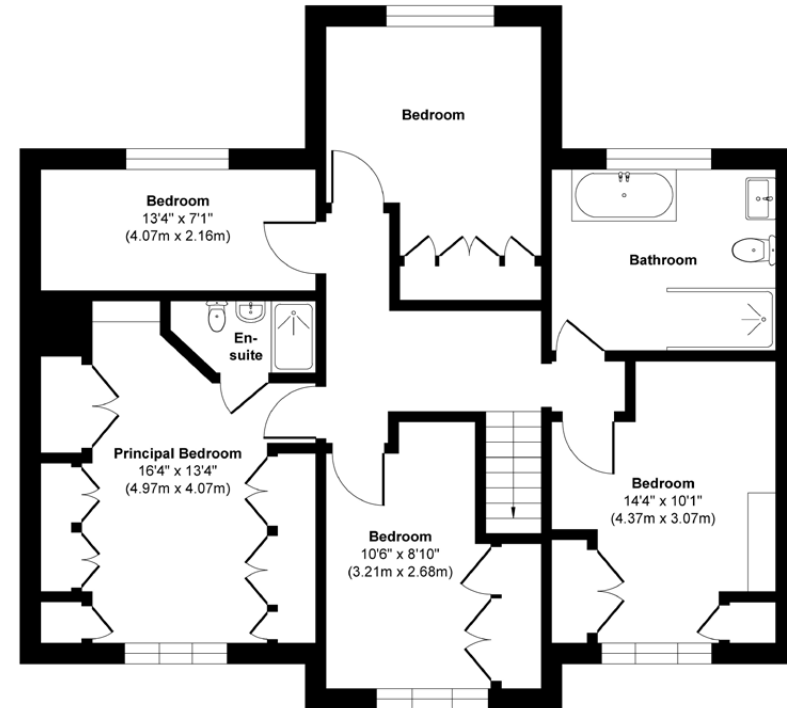 Bedroom
Bedroom
13'4" x 7'1"
(4.07m x 2.16m)
Bathroom
En-
suite
Principal Bedroom
16'4" x 13'4"
(4.97m x 4.07m)
Bedroom
14'4" x 10'1"
(4.37m x 3.07m)
Bedroom
10'6" x 8'10"
(3.21m x 2.68m)